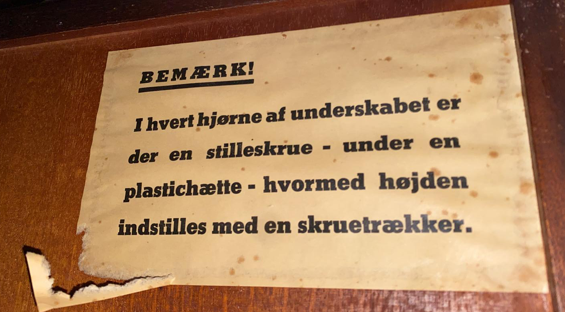 BEMÆRK!
I hvert hjørne af underskabet er
der en stilleskrue - under en
plastichætte - hvormed højden
indstilles med en skruetrækker.